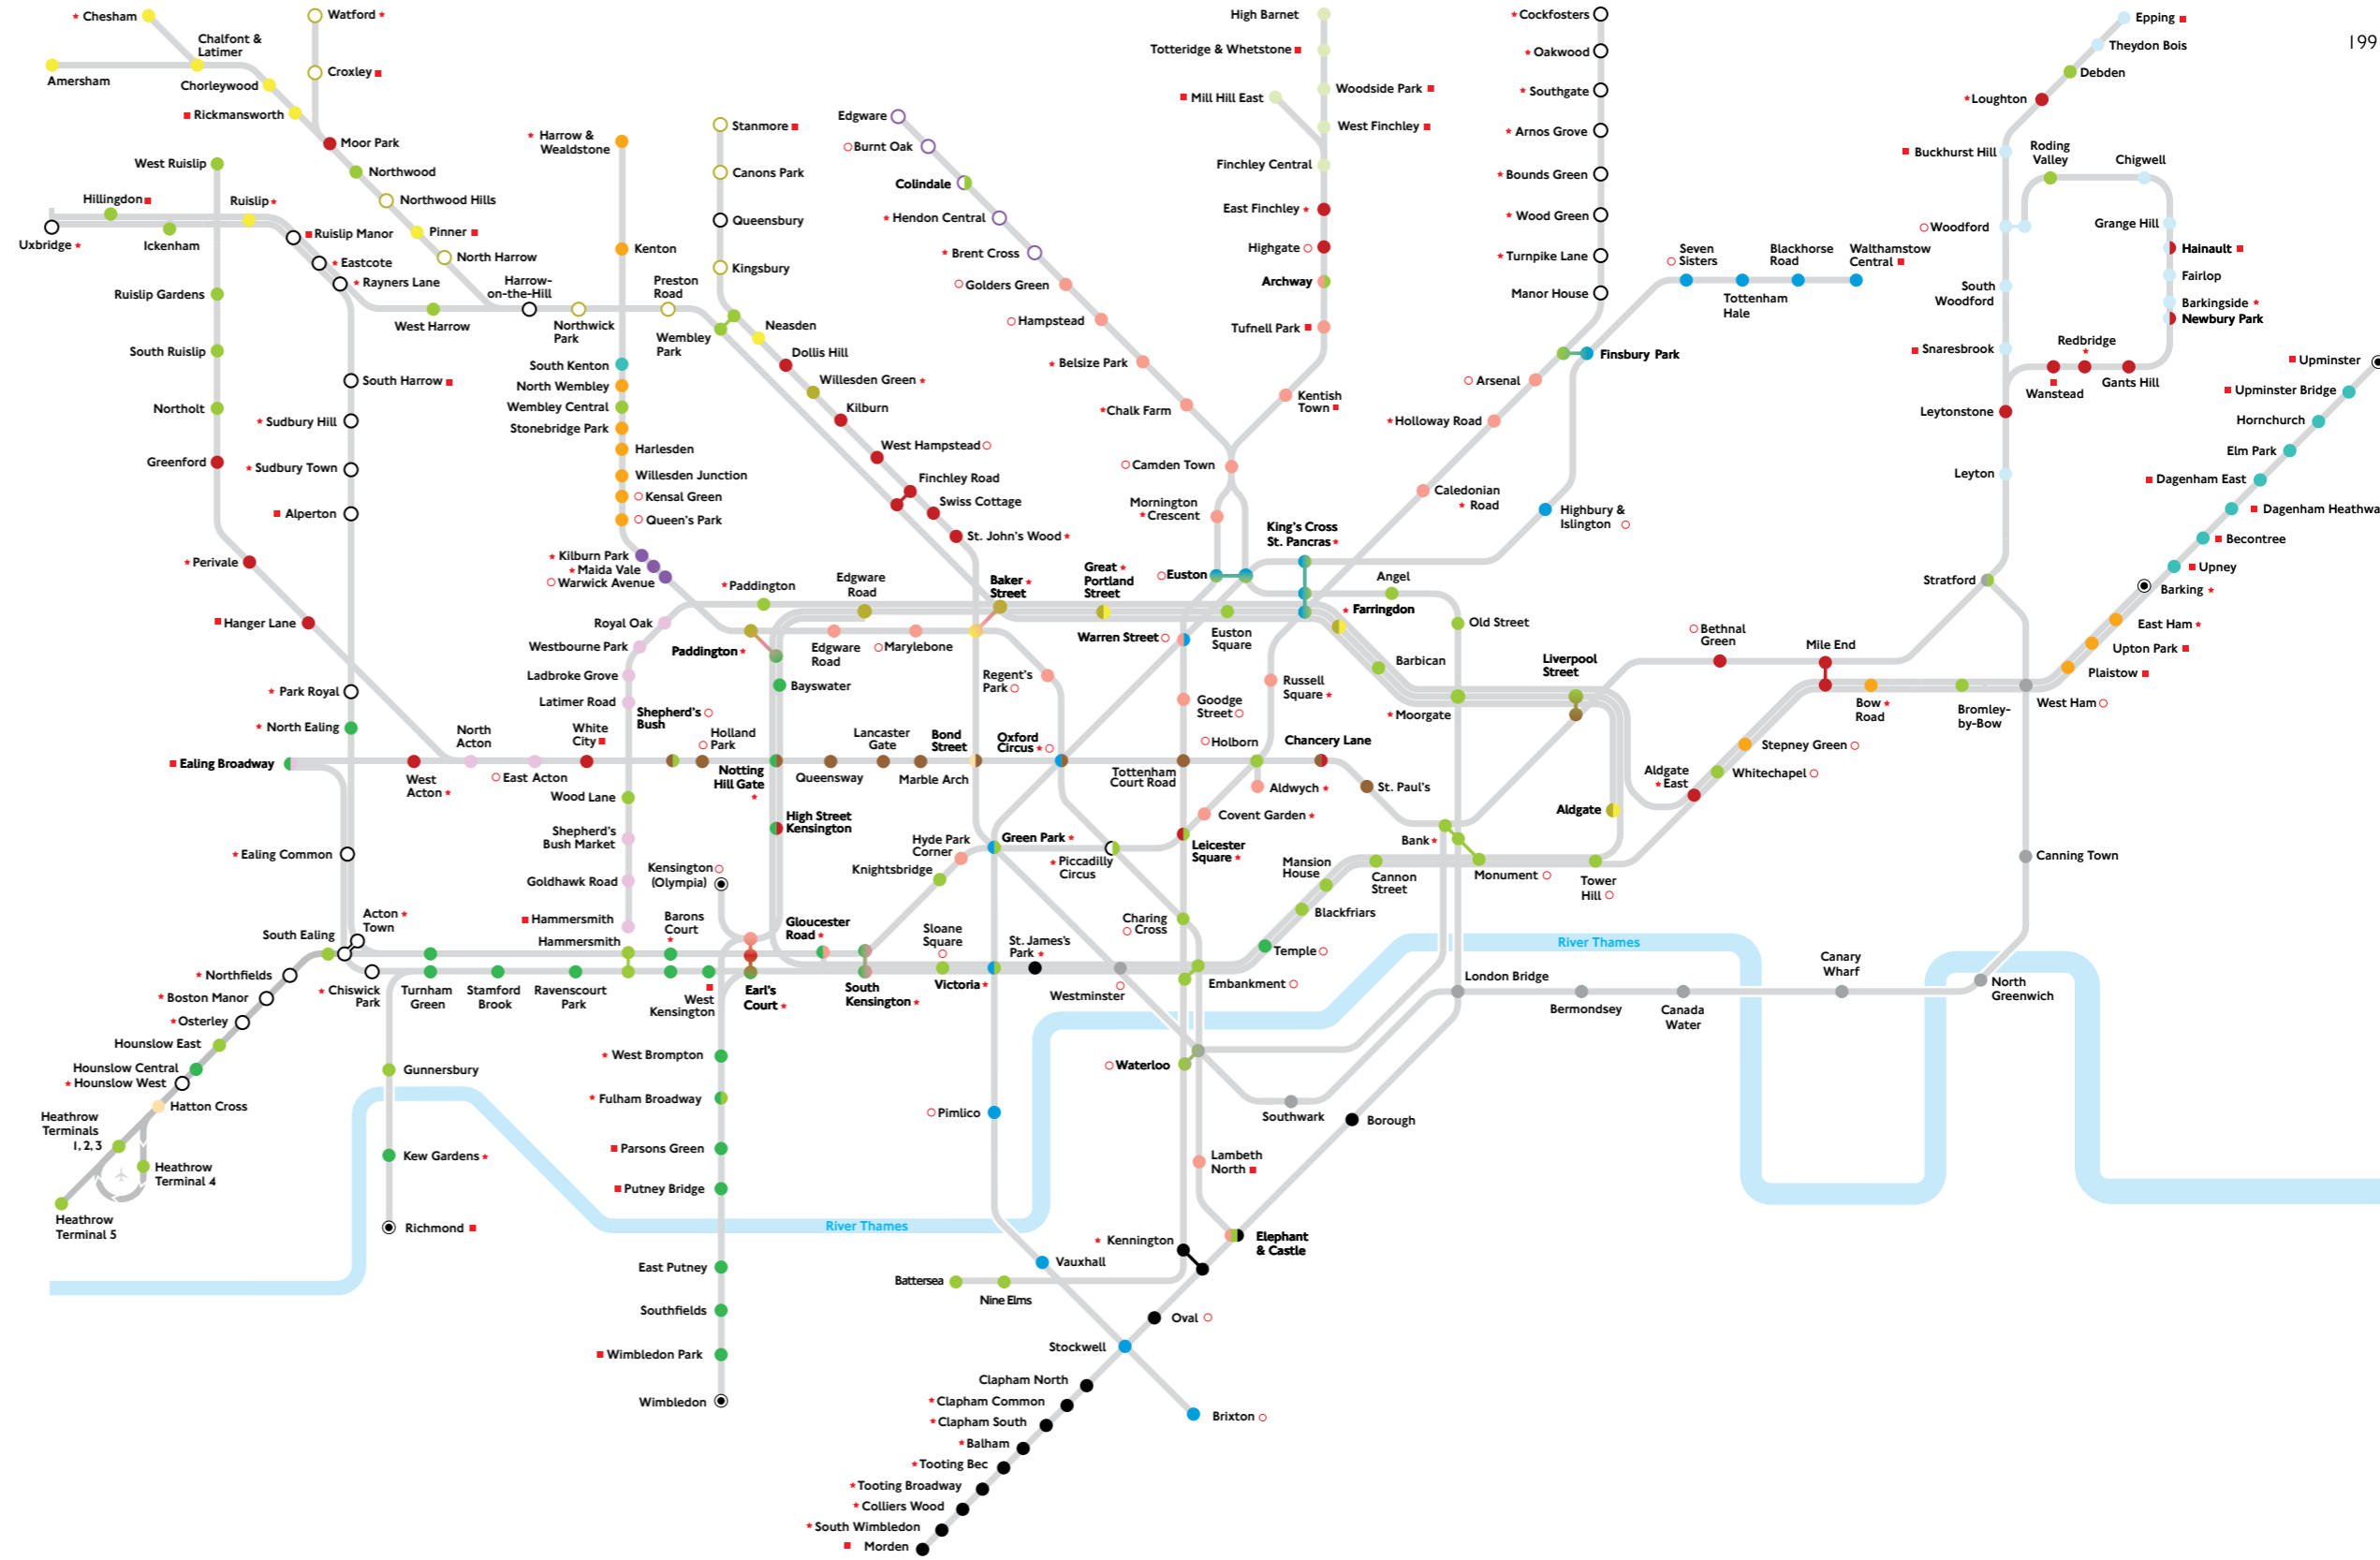 Chesham
Watford
High Barnet
Cockfosters
Epping
199
Chalfont &
Latimer
Totteridge & Whetstone
Oakwood
Theydon Bois
Amersham
Croxley
Debden
Chorleywood
Woodside Park
Southgate
Mill Hill East
Loughton
Rickmansworth
Edgware
Stanmore
West Finchley
Arnos Grove
Harrow &
Wealdstone
Moor Park
Burnt Oak
Buckhurst Hill
Roding
Valley
Chigwell
West Ruislip
Finchley Central
Northwood
Canons Park
Colindale
Bounds Green
Hillingdon
Ruislip
Northwood Hills
East Finchley
Wood Green
Hendon Central
Queensbury
Woodford
Grange Hill
Uxbridge
Ickenham
Ruislip Manor
Pinner
Kenton
Highgate
Hainault
Eastcote
North Harrow
Brent Cross
Turnpike Lane
Seven
Sisters
Blackhorse
Road
Walthamstow
Central
Rayners Lane
Harrow-
on-the-Hill
Preston
Road
Kingsbury
Archway
Fairlop
Golders Green
Manor House
South
Woodford
Ruislip Gardens
Tottenham
Hale
Barkingside
West Harrow
Northwick
Park
Wembley
Park
Neasden
Hampstead
Tufnell Park
Newbury Park
South Ruislip
Dollis Hill
Finsbury Park
Snaresbrook
Redbridge
Upminster
South Kenton
Belsize Park
South Harrow
North Wembley
Willesden Green
Arsenal
Wanstead
Gants Hill
Upminster Bridge
Northolt
Wembley Central
Kilburn
Chalk Farm
Kentish
Town
Leytonstone
Sudbury Hill
Stonebridge Park
Holloway Road
Hornchurch
Harlesden
West Hampstead
Elm Park
Greenford
Sudbury Town
Camden Town
Willesden Junction
Finchley Road
Leyton
Dagenham East
Kensal Green
Swiss Cottage
Mornington
Crescent
Caledonian
Road
Alperton
Queen's Park
King's Cross
St. Pancras
Highbury &
Islington
Dagenham Heathwa
St. John's Wood
Becontree
Perivale
Kilburn Park
Maida Vale
Warwick Avenue
Upney
Paddington
Edgware
Road
Baker
Street
Great
Portland
Street
Euston
Angel
Stratford
Barking
Hanger Lane
Royal Oak
Farringdon
Old Street
East Ham
Westbourne Park
Paddington
Edgware
Road
Marylebone
Warren Street
Euston
Square
Bethnal
Green
Mile End
Upton Park
Ladbroke Grove
Bayswater
Regent's
Park
Barbican
Liverpool
Street
Plaistow
Park Royal
Latimer Road
Russell
Square
Goodge
Street
Moorgate
Bow
Road
Bromley-
by-Bow
West Ham
North Ealing
North
Acton
White
City
Shepherd's
Bush
Holland
Park
Lancaster
Gate
Bond
Street
Oxford
Circus
Holborn
Chancery Lane
Stepney Green
Ealing Broadway
West
Acton
East Acton
Notting
Hill Gate
Queensway
Marble Arch
Tottenham
Court Road
Aldwych
St. Paul's
Aldgate
East
Whitechapel
Wood Lane
High Street
Kensington
Covent Garden
Aldgate
Shepherd's
Bush Market
Hyde Park
Corner
Green Park
Piccadilly
Circus
Leicester
Square
Bank
Ealing Common
Kensington
(Olympia)
Knightsbridge
Mansion
House
Cannon
Street
Monument
Tower
Hill
Canning Town
Goldhawk Road
Acton
Town
Hammersmith
Barons
Court
Gloucester
Road
Sloane
Square
St. James's
Park
Charing
Cross
Blackfriars
South Ealing
Hammersmith
Temple
River Thames
Northfields
Chiswick
Park
Turnham
Green
Stamford
Brook
Ravenscourt
Park
West
Kensington
Earl's
Court
South
Kensington
Victoria
Westminster
Embankment
London Bridge
Canary
Wharf
North
Greenwich
Boston Manor
Osterley
Bermondsey
Canada
Water
Hounslow East
West Brompton
Hounslow Central
Gunnersbury
Waterloo
Hounslow West
Hatton Cross
Fulham Broadway
Pimlico
Southwark
Borough
Heathrow
Terminals
1, 2, 3
Parsons Green
Kew Gardens
Lambeth
North
Heathrow
Terminal 4
Putney Bridge
Heathrow
Terminal 5
Richmond
River Thames
Kennington
Elephant
& Castle
East Putney
Vauxhall
Battersea
Nine Elms
Southfields
Oval
Wimbledon Park
Stockwell
Clapham North
Wimbledon
Clapham Common
Brixton
Clapham South
Balham
Tooting Bec
Tooting Broadway
Colliers Wood
South Wimbledon
Morden